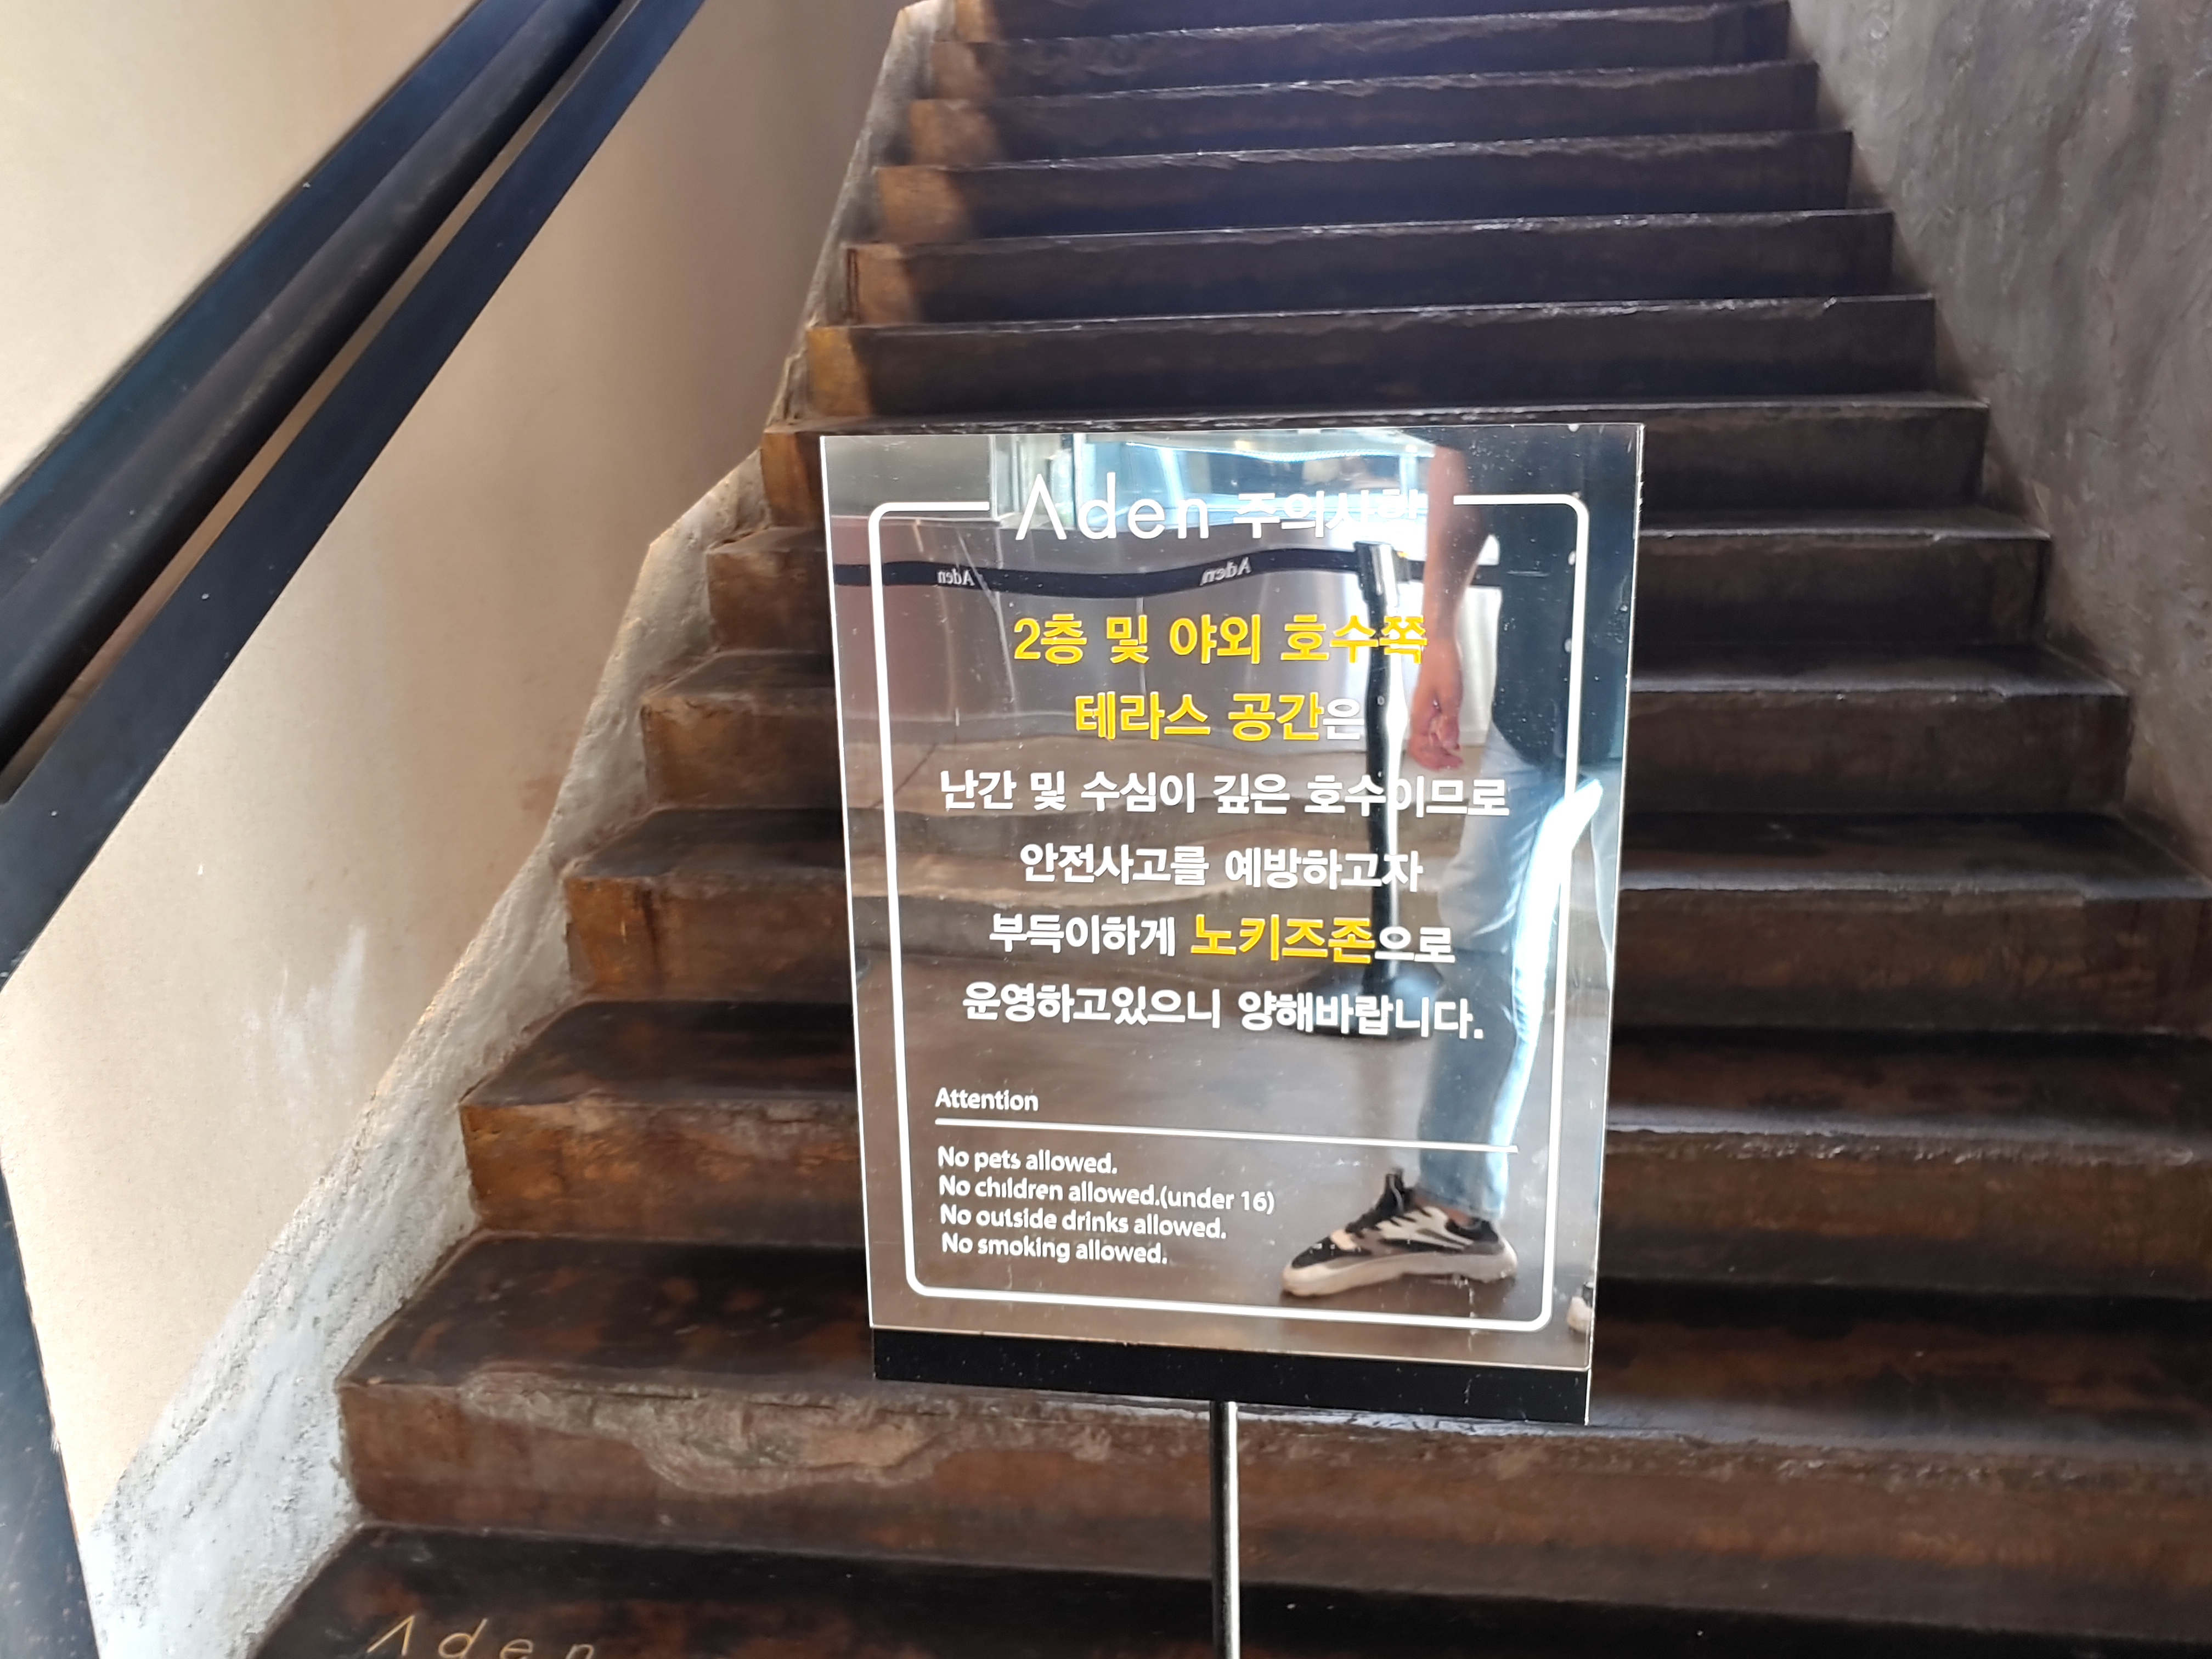 Aden 주의사항
Aden Aden
2층 및 야외 호수쪽
테라스 공간은
난간 및 수심이 깊은 호수이므로
안전사고를 예방하고자
부득이하게 노키즈존으로
운영하고있으니 양해바랍니다.
Attention
No pets allowed.
No children allowed.(under 16)
No outside drinks allowed.
No smoking allowed.
Aden